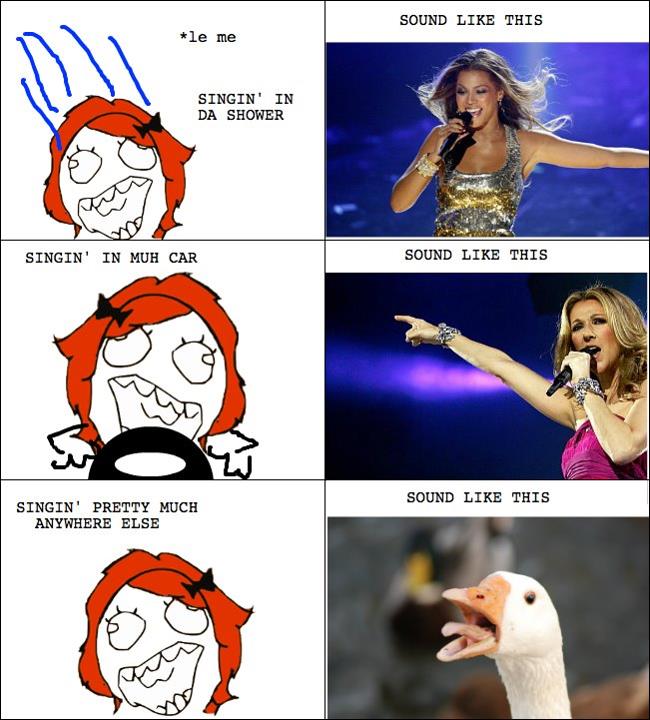 *le me
SINGIN' IN
DA SHOWER
SOUND LIKE THIS
SINGIN' IN MUH CAR
SOUND LIKE THIS
SINGIN' PRETTY MUCH
ANYWHERE ELSE
SOUND LIKE THIS